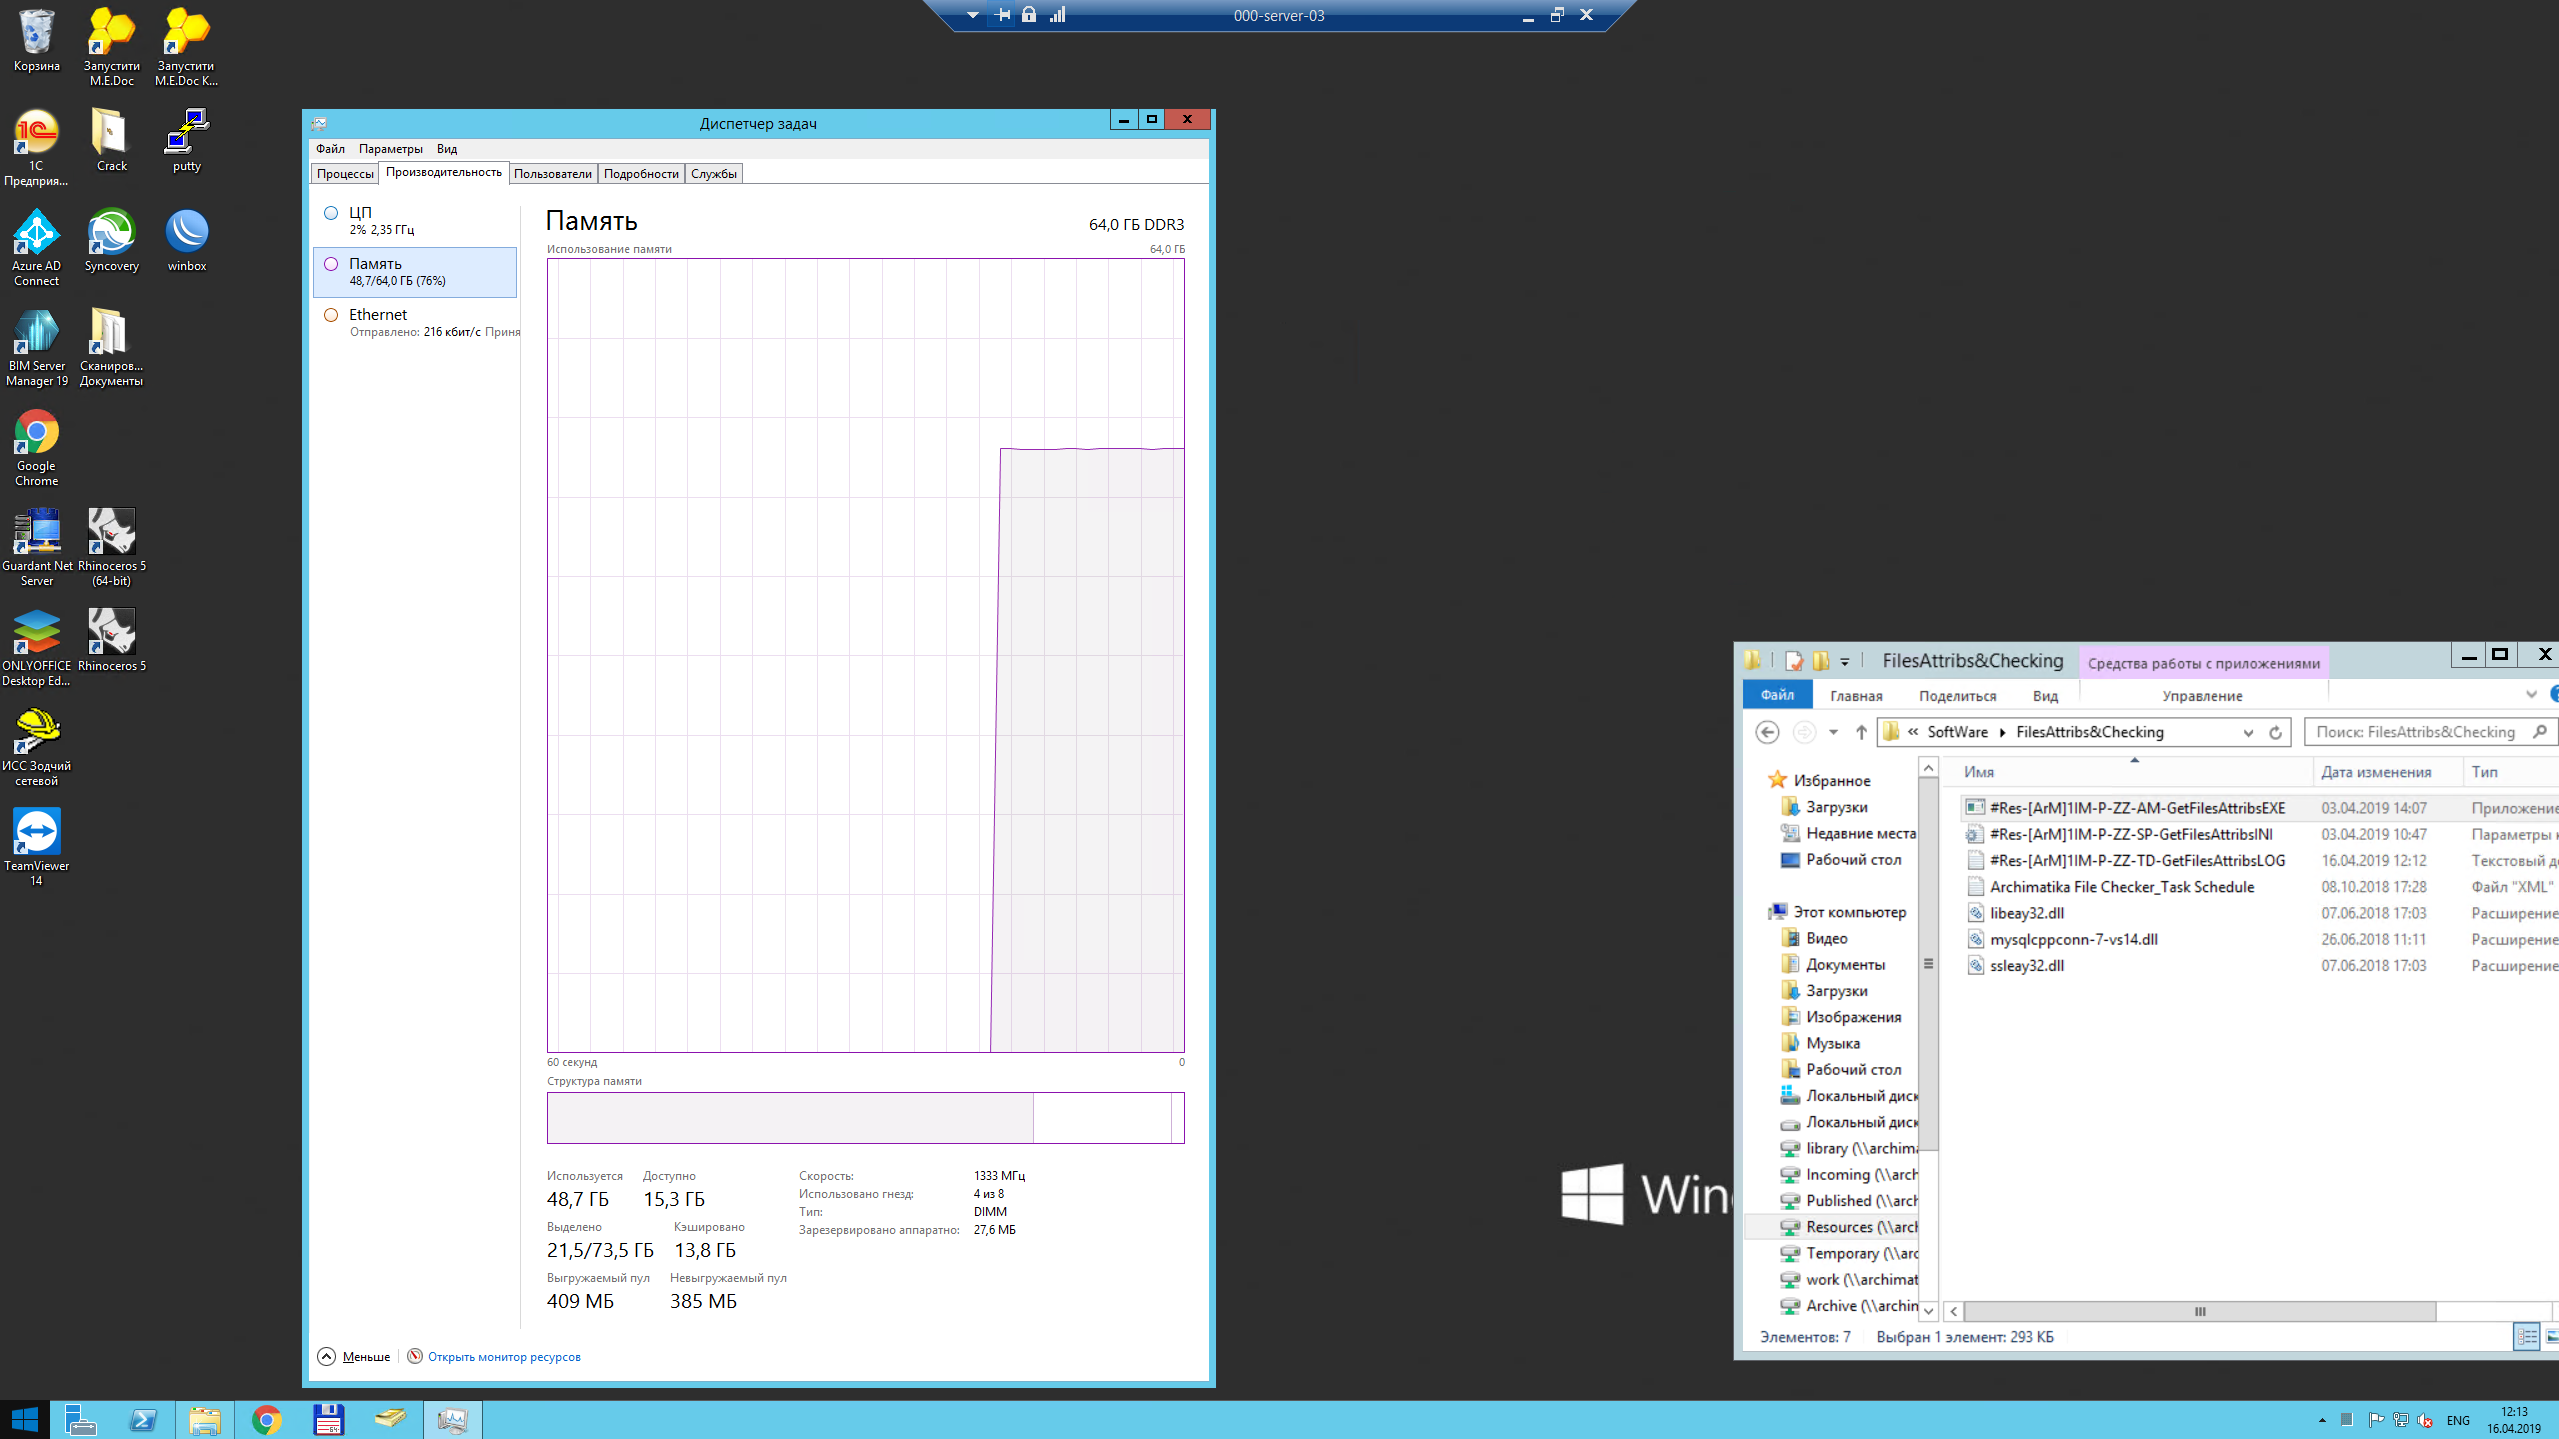 000-server-03
Корзина
Запустити
M.E.Doc
Запустити
M.E.Doc K...
1С
Предприя...
Crack
putty
Azure AD
Connect
Syncovery
winbox
BIM Server
Manager 19
Сканиров...
Документы
Google
Chrome
Guardant Net
Server
Rhinoceros 5
(64-bit)
ONLYOFFICE
Desktop Ed...
Rhinoceros 5
ИСС Зодчий
сетевой
TeamViewer
14
Диспетчер задач
Файл Параметры Вид
Процессы Производительность Пользователи Подробности Службы
ЦП
2% 2,35 ГГц
Память
48,7/64,0 ГБ (76%)
Ethernet
Отправлено: 216 кбит/с Приня
Память 64,0 ГБ DDR3
Использование памяти 64,0 ГБ
60 секунд 0
Структура памяти
Используется Доступно
48,7 ГБ 15,3 ГБ
Выделено Кэшировано
21,5/73,5 ГБ 13,8 ГБ
Выгружаемый пул Невыгружаемый пул
409 МБ 385 МБ
Скорость: 1333 МГц
Использовано гнезд: 4 из 8
Тип: DIMM
Зарезервировано аппаратно: 27,6 МБ
Меньше Открыть монитор ресурсов
Win
FilesAttribs&Checking Средства работы с приложениями
Файл Главная Поделиться Вид Управление
« SoftWare FilesAttribs&Checking Поиск: FilesAttribs&Checking
Избранное
Загрузки
Недавние места
Рабочий стол
Этот компьютер
Видео
Документы
Загрузки
Изображения
Музыка
Рабочий стол
Локальный диск
Локальный диск
library (\\archima
Incoming (\\arch
Published (\\arch
Resources (\\arch
Temporary (\\arc
work (\\archimat
Archive (\\archin
Имя Дата изменения Тип
#Res-[ArM]1IM-P-ZZ-AM-GetFilesAttribsEXE 03.04.2019 14:07 Приложение
#Res-[ArM]1IM-P-ZZ-SP-GetFilesAttribsINI 03.04.2019 10:47 Параметры к
#Res-[ArM]1IM-P-ZZ-TD-GetFilesAttribsLOG 16.04.2019 12:12 Текстовый д
Archimatika File Checker_Task Schedule 08.10.2018 17:28 Файл "XML"
libeay32.dll 07.06.2018 17:03 Расширение
mysqlcppconn-7-vs14.dll 26.06.2018 11:11 Расширение
ssleay32.dll 07.06.2018 17:03 Расширение
Элементов: 7 Выбран 1 элемент: 293 КБ
ENG
12:13
16.04.2019